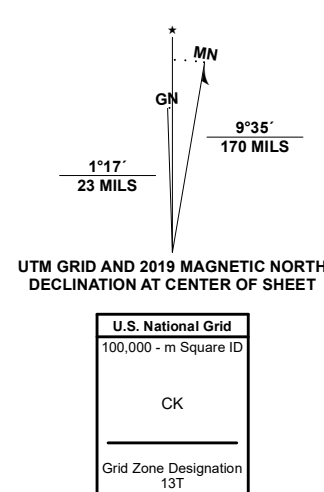 ★
MN
GN
9°35´
170 MILS
1°17´
23 MILS
UTM GRID AND 2019 MAGNETIC NORTH
DECLINATION AT CENTER OF SHEET
U.S. National Grid
100,000 - m Square ID
CK
Grid Zone Designation
13T